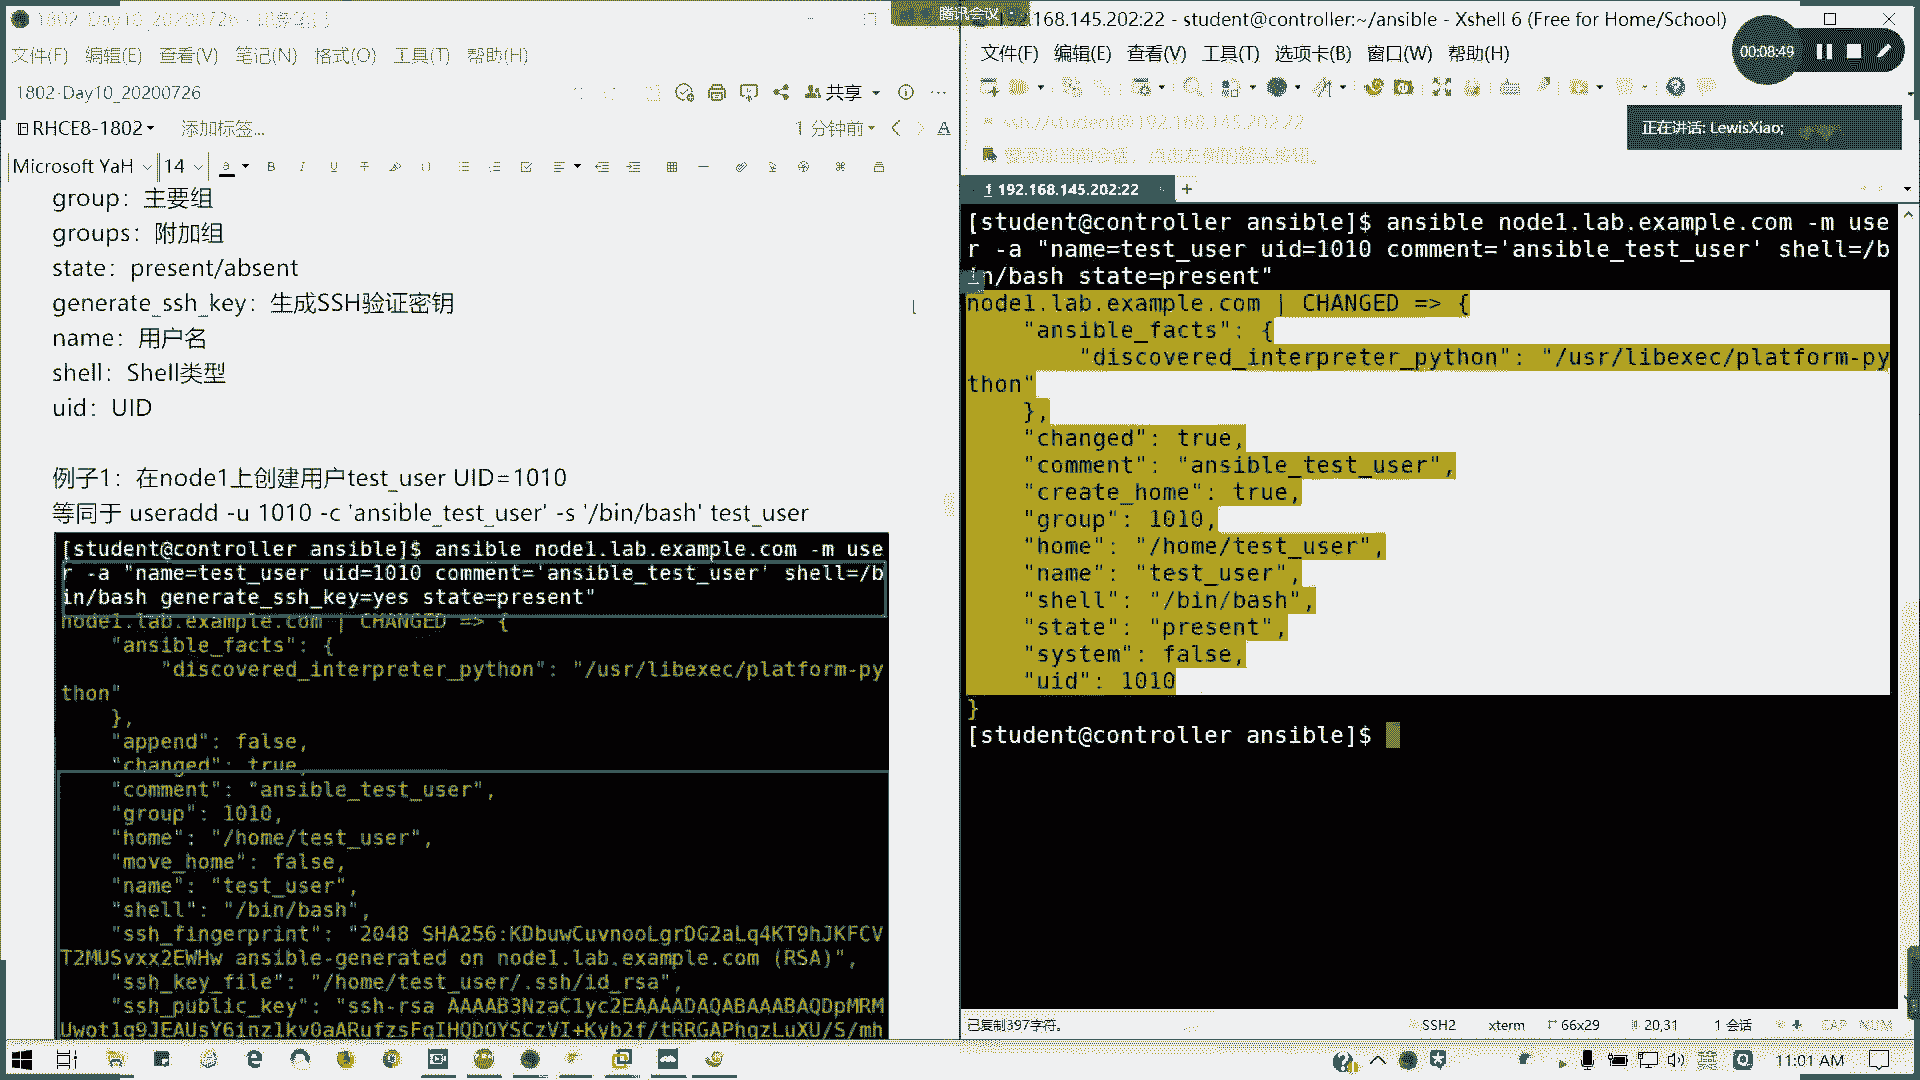 1802-Day10_20200726
文件(F) 编辑(E) 查看(V) 笔记(N) 格式(O) 工具(T) 帮助(H)
1802-Day10_20200726
共享
RHCE8-1802 添加标签...
1 分钟前
Microsoft YaH 14
group：主要组
groups：附加组
state：present/absent
generate_ssh_key：生成SSH验证密钥
name：用户名
shell：Shell类型
uid：UID
例子1：在node1上创建用户test_user UID=1010
等同于 useradd -u 1010 -c 'ansible_test_user' -s '/bin/bash' test_user
[student@controller ansible]$ ansible node1.lab.example.com -m use
r -a "name=test_user uid=1010 comment='ansible_test_user' shell=/b
in/bash generate_ssh_key=yes state=present"
node1.lab.example.com | CHANGED => {
"ansible_facts": {
"discovered_interpreter_python": "/usr/libexec/platform-py
thon"
},
"append": false,
"changed": true,
"comment": "ansible_test_user",
"group": 1010,
"home": "/home/test_user",
"move_home": false,
"name": "test_user",
"shell": "/bin/bash",
"ssh_fingerprint": "2048 SHA256:KDbuwCuvnooLgrDG2aLq4KT9hJKFCV
T2MUSvxx2EWHw ansible-generated on node1.lab.example.com (RSA)",
"ssh_key_file": "/home/test_user/.ssh/id_rsa",
"ssh_public_key": "ssh-rsa AAAAB3NzaC1yc2EAAAADAQABAAABAQDpMRM
腾讯会议
168.145.202:22 - student@controller:~/ansible - Xshell 6 (Free for Home/School)
文件(F) 编辑(E) 查看(V) 工具(T) 选项卡(B) 窗口(W) 帮助(H)
00:08:49
ssh://student@192.168.145.202:22
正在讲话: LewisXiao;
1 192.168.145.202:22
[student@controller ansible]$ ansible node1.lab.example.com -m use
r -a "name=test_user uid=1010 comment='ansible_test_user' shell=/b
in/bash state=present"
node1.lab.example.com | CHANGED => {
"ansible_facts": {
"discovered_interpreter_python": "/usr/libexec/platform-py
thon"
},
"changed": true,
"comment": "ansible_test_user",
"create_home": true,
"group": 1010,
"home": "/home/test_user",
"name": "test_user",
"shell": "/bin/bash",
"state": "present",
"system": false,
"uid": 1010
}
[student@controller ansible]$
已复制397字符。 SSH2 xterm 66x29 20,31 1 会话 CAP NUM
英 11:01 AM